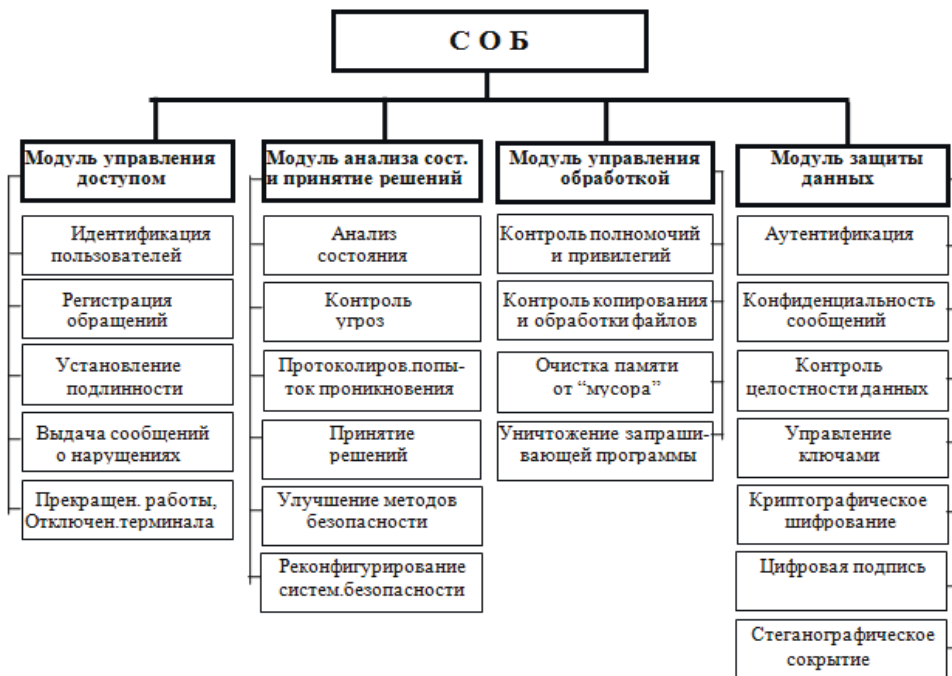 С О Б
Модуль управления
доступом
Идентификация
пользователей
Регистрация
обращений
Установление
подлинности
Выдача сообщений
о нарущениях
Прекращен. работы,
Отключен.терминала
Модуль анализа сост.
и принятие решений
Анализ
состояния
Контроль
угроз
Протоколиров.попы-
ток проникновения
Принятие
решений
Улучшение методов
безопасности
Реконфигурирование
систем.безопасности
Модуль управления
обработкой
Контроль полномочий
и привилегий
Контроль копирования
и обработки файлов
Очистка памяти
от “мусора”
Уничтожение запраши-
вающей программы
Модуль защиты
данных
Аутентификация
Конфиденциальность
сообщений
Контроль
целостности данных
Управление
ключами
Криптографическое
шифрование
Цифровая подпись
Стеганографическое
сокрытие